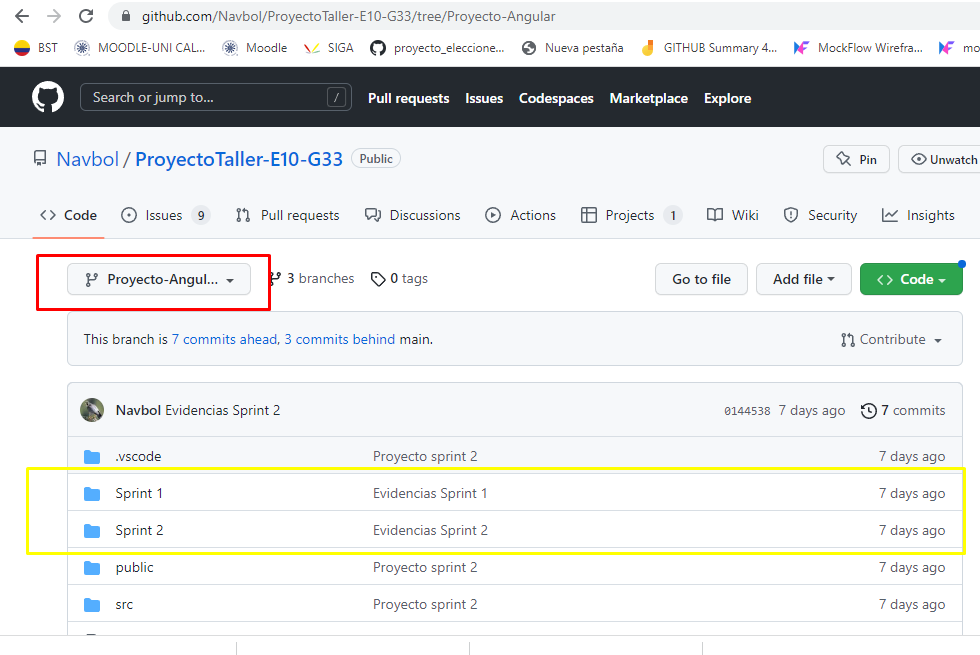 github.com/Navbol/ProyectoTaller-E10-G33/tree/Proyecto-Angular
BST MOODLE-UNI CAL... Moodle SIGA proyecto_eleccione... Nueva pestaña GITHUB Summary 4... MockFlow Wirefra... mo
Search or jump to... / Pull requests Issues Codespaces Marketplace Explore
Navbol / ProyectoTaller-E10-G33 Public Pin Unwatch
<> Code Issues 9 Pull requests Discussions Actions Projects 1 Wiki Security Insights
Proyecto-Angul... 3 branches 0 tags Go to file Add file <> Code
This branch is 7 commits ahead, 3 commits behind main. Contribute
Navbol Evidencias Sprint 2 0144538 7 days ago 7 commits
.vscode Proyecto sprint 2 7 days ago
Sprint 1 Evidencias Sprint 1 7 days ago
Sprint 2 Evidencias Sprint 2 7 days ago
public Proyecto sprint 2 7 days ago
src Proyecto sprint 2 7 days ago